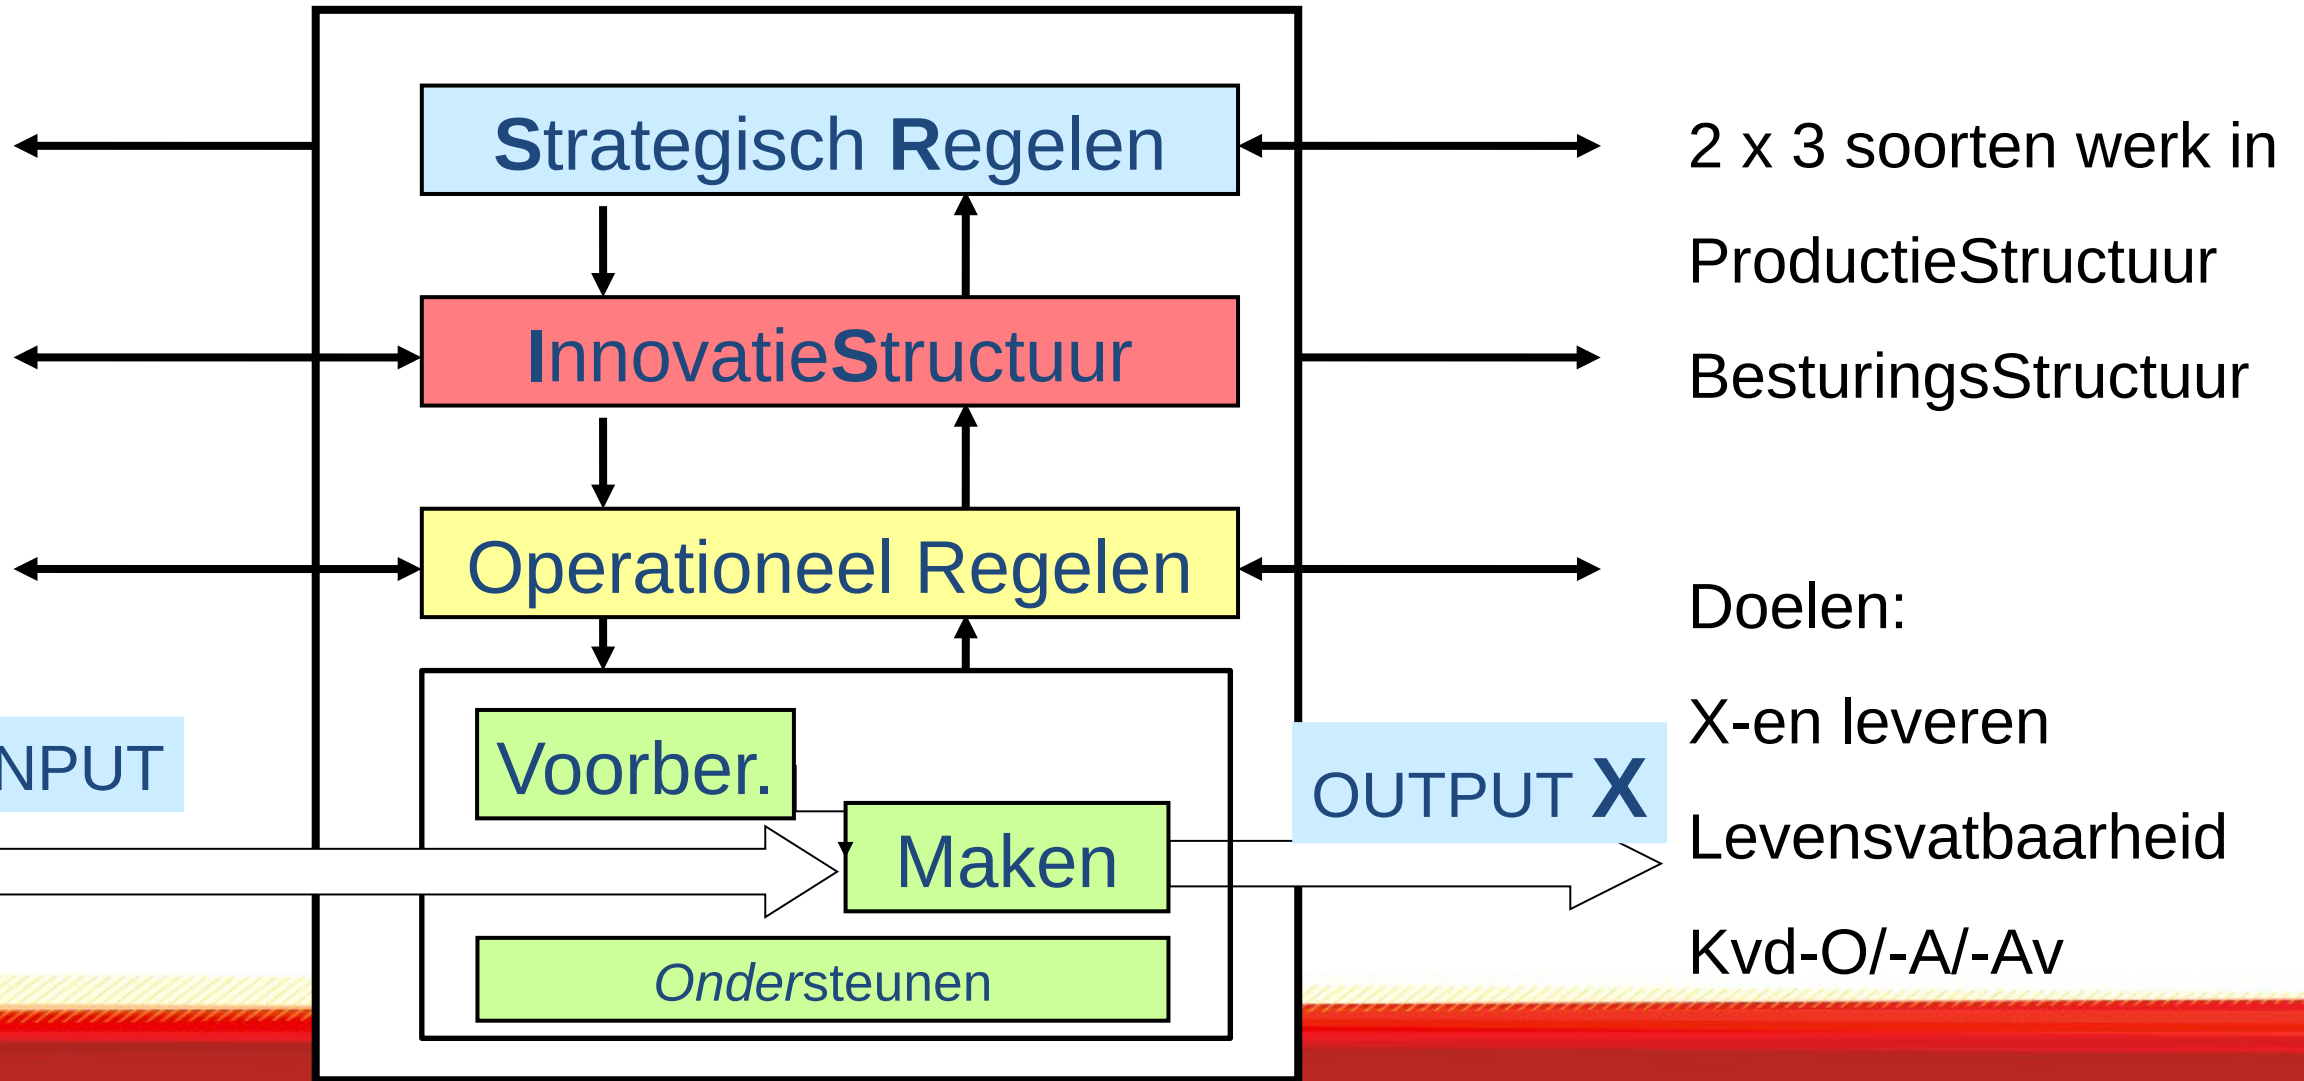 Strategisch Regelen
InnovatieStructuur
Operationeel Regelen
Voorber.
Maken
Ondersteunen
NPUT
OUTPUT X
2 x 3 soorten werk in
ProductieStructuur
BesturingsStructuur
Doelen:
X-en leveren
Levensvatbaarheid
Kvd-O/-A/-Av